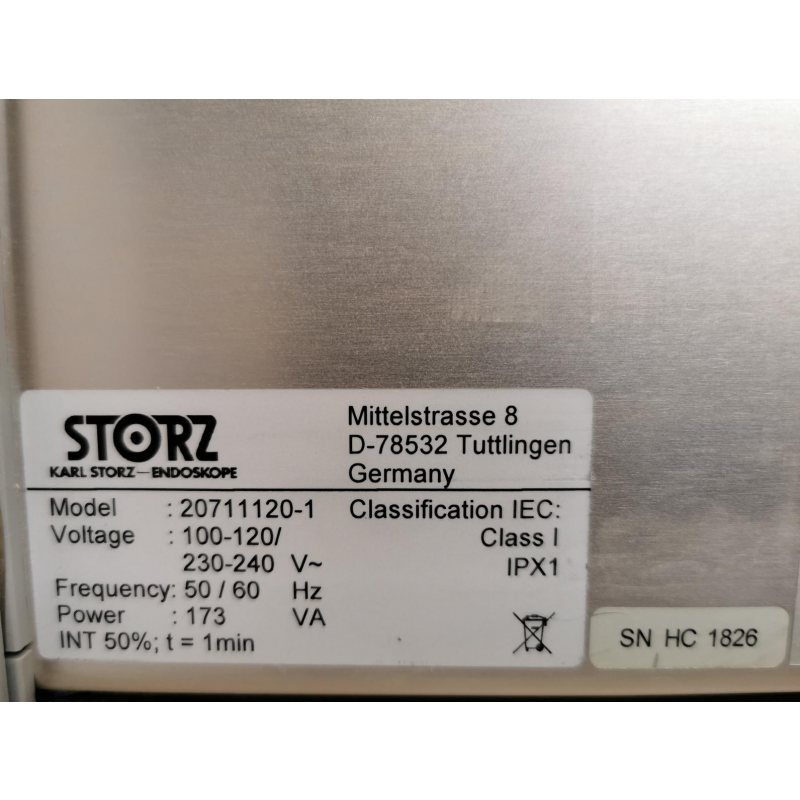 STORZ
KARL STORZ—ENDOSKOPE
Mittelstrasse 8
D-78532 Tuttlingen
Germany
Model : 20711120-1
Voltage : 100-120/
230-240 V~
Frequency: 50 / 60 Hz
Power : 173 VA
INT 50%; t = 1min
Classification IEC:
Class I
IPX1
SN HC 1826